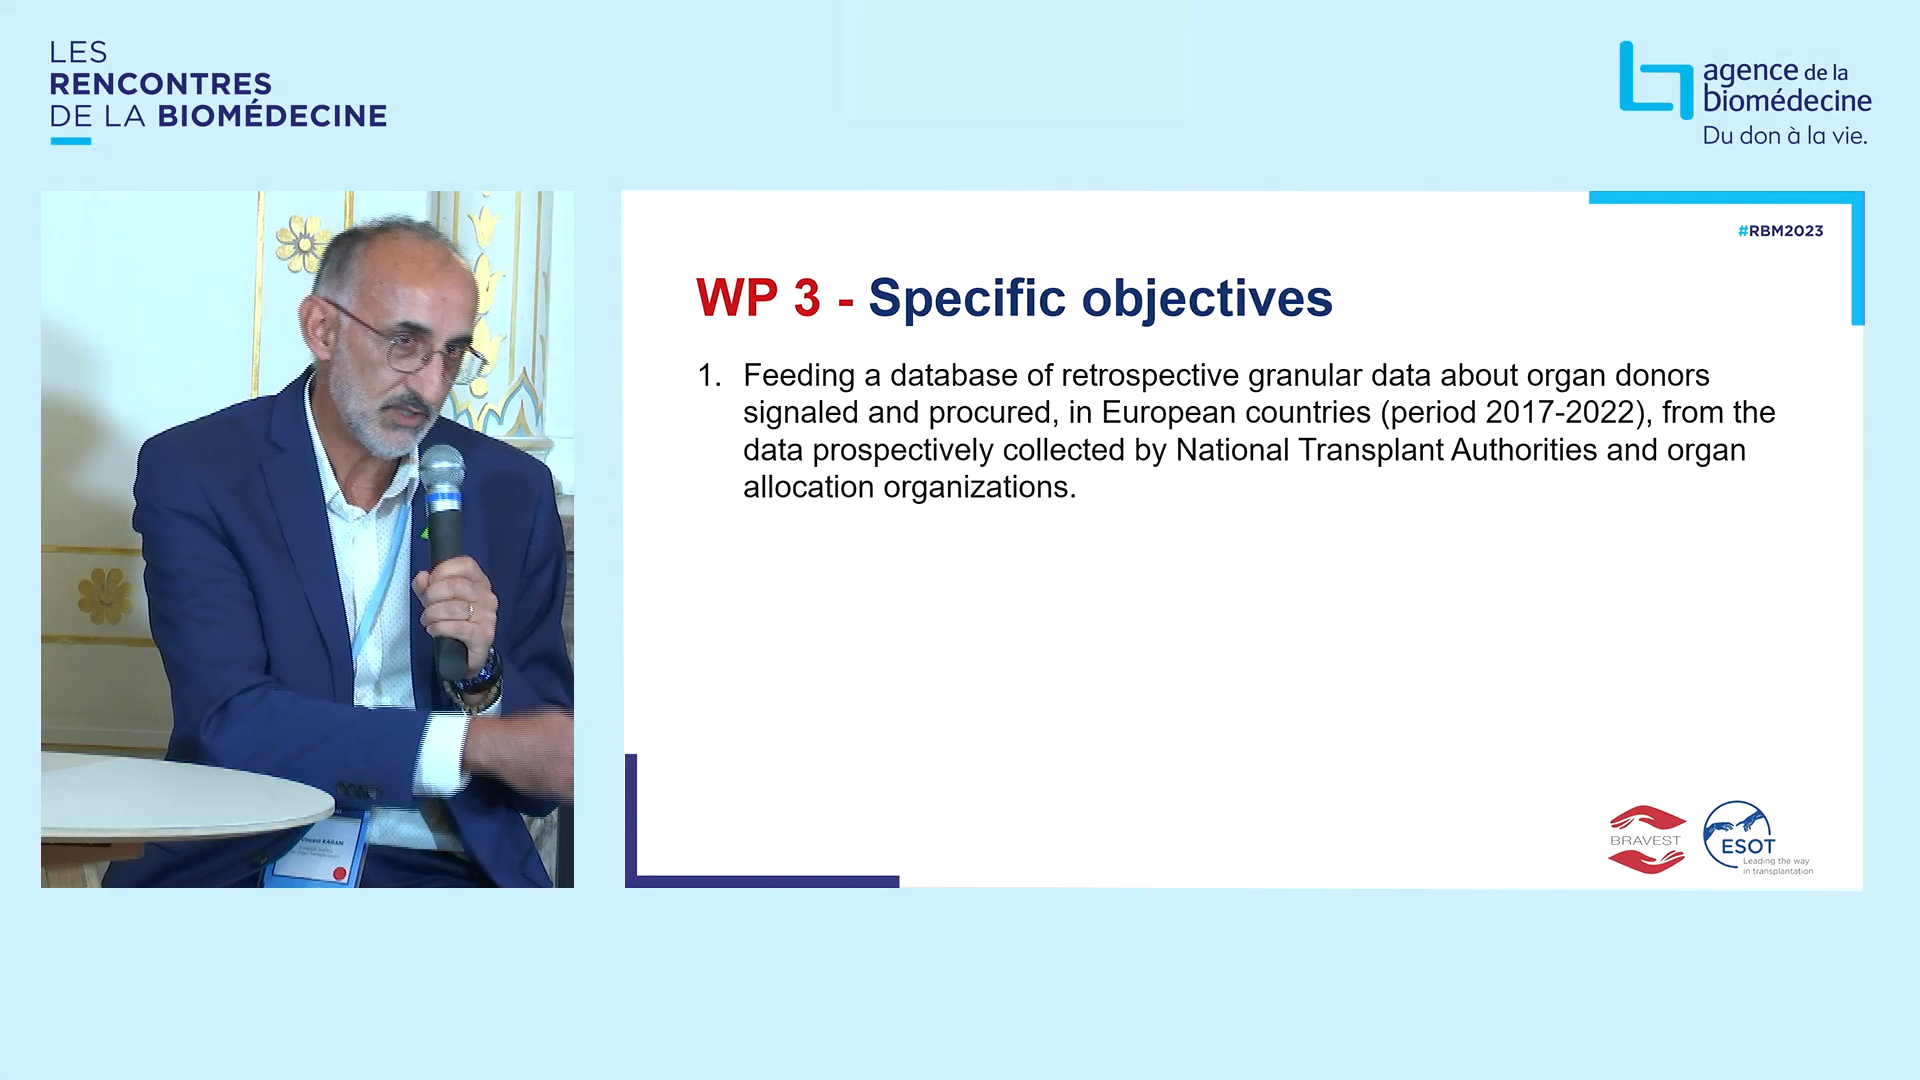 LES
RENCONTRES
DE LA BIOMÉDECINE
agence de la
biomédecine
Du don à la vie.
#RBM2023
WP 3 - Specific objectives
1. Feeding a database of retrospective granular data about organ donors
signaled and procured, in European countries (period 2017-2022), from the
data prospectively collected by National Transplant Authorities and organ
allocation organizations.
BRAVEST
ESOT
Leading the way
in transplantation
Vincent KARAM